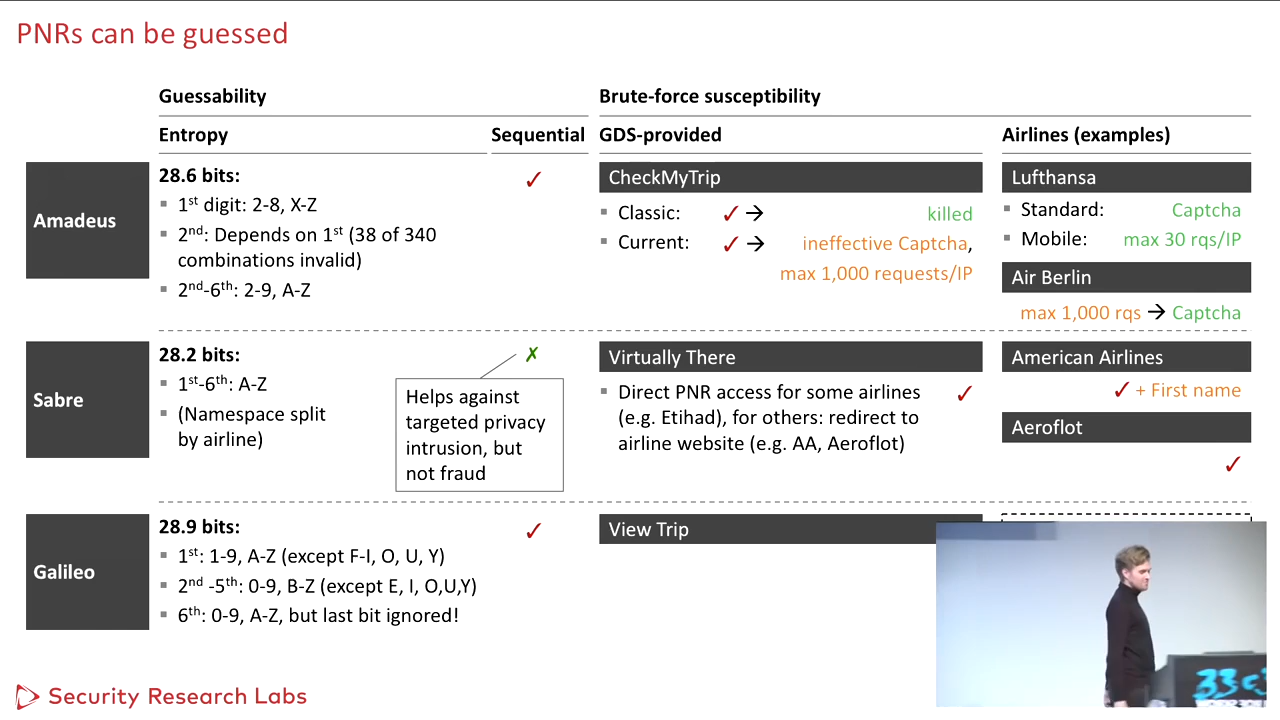 PNRs can be guessed
Guessability
Brute-force susceptibility
Entropy
Sequential
GDS-provided
Airlines (examples)
Amadeus
28.6 bits:
▪ 1st digit: 2-8, X-Z
▪ 2nd: Depends on 1st (38 of 340
combinations invalid)
▪ 2nd-6th: 2-9, A-Z
✓
CheckMyTrip
▪ Classic: ✓ → killed
▪ Current: ✓ → ineffective Captcha,
max 1,000 requests/IP
Lufthansa
▪ Standard: Captcha
▪ Mobile: max 30 rqs/IP
Air Berlin
max 1,000 rqs → Captcha
Sabre
28.2 bits:
▪ 1st-6th: A-Z
▪ (Namespace split
by airline)
✗
Helps against
targeted privacy
intrusion, but
not fraud
Virtually There
▪ Direct PNR access for some airlines
(e.g. Etihad), for others: redirect to
airline website (e.g. AA, Aeroflot)
✓
American Airlines
✓ + First name
Aeroflot
✓
Galileo
28.9 bits:
▪ 1st: 1-9, A-Z (except F-I, O, U, Y)
▪ 2nd -5th: 0-9, B-Z (except E, I, O,U,Y)
▪ 6th: 0-9, A-Z, but last bit ignored!
✓
View Trip
33c3
Security Research Labs